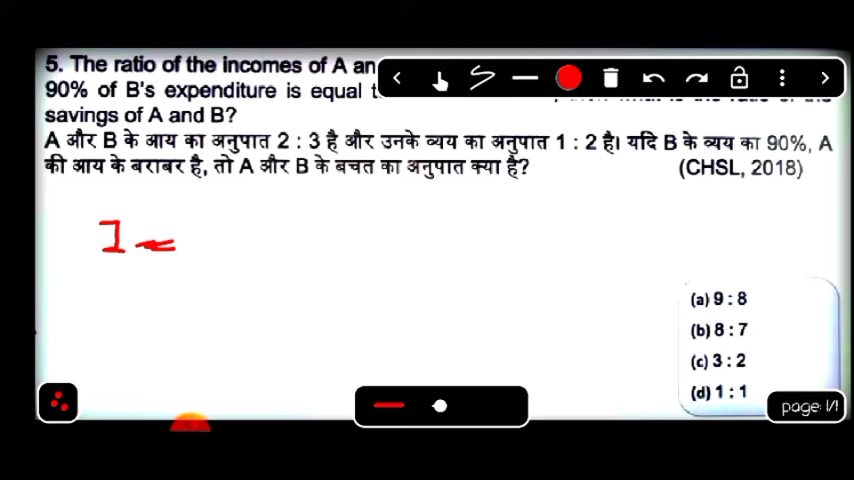 5. The ratio of the incomes of A an
90% of B's expenditure is equal t
savings of A and B?
A और B के आय का अनुपात 2 : 3 है और उनके व्यय का अनुपात 1 : 2 है। यदि B के व्यय का 90%, A
की आय के बराबर है, तो A और B के बचत का अनुपात क्या है? (CHSL, 2018)
I
(a) 9 : 8
(b) 8 : 7
(c) 3 : 2
(d) 1 : 1
page: 1/1